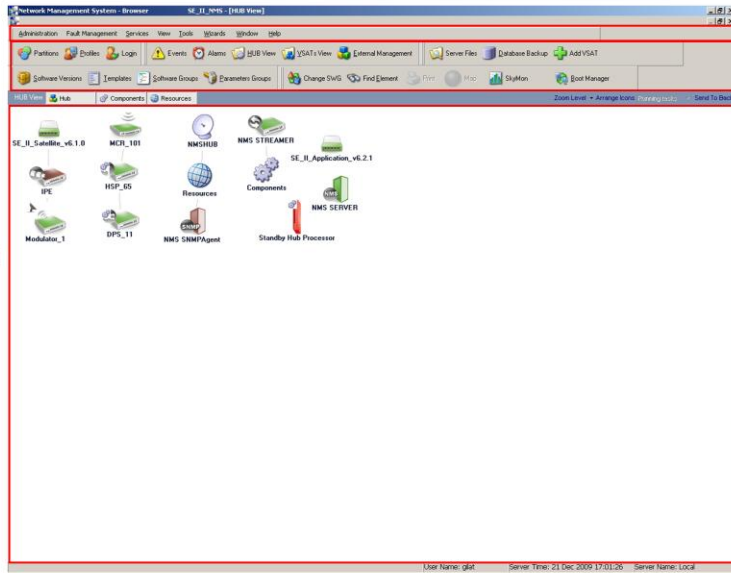 Network Management System - Browser SE_II_NMS - [HUB View]
Administration Fault Management Services View Tools Wizards Window Help
Partitions Profiles Login Events Alarms HUB View VSATs View External Management Server Files Database Backup Add VSAT
Software Versions Templates Software Groups Parameters Groups Change SWG Find Element Print Map SkyMon Boot Manager
HUB View Hub Components Resources Zoom Level Arrange Icons Send To Back
SE_II_Satellite_v6.1.0 MCR_101 NMSHUB NMS STREAMER
SE_II_Application_v6.2.1
IPE HSP_65 Resources Components
NMS SERVER
Modulator_1 DPS_11 SNMP NMS SNMPAgent Standby Hub Processor
User Name: gilat Server Time: 21 Dec 2009 17:01:26 Server Name: Local